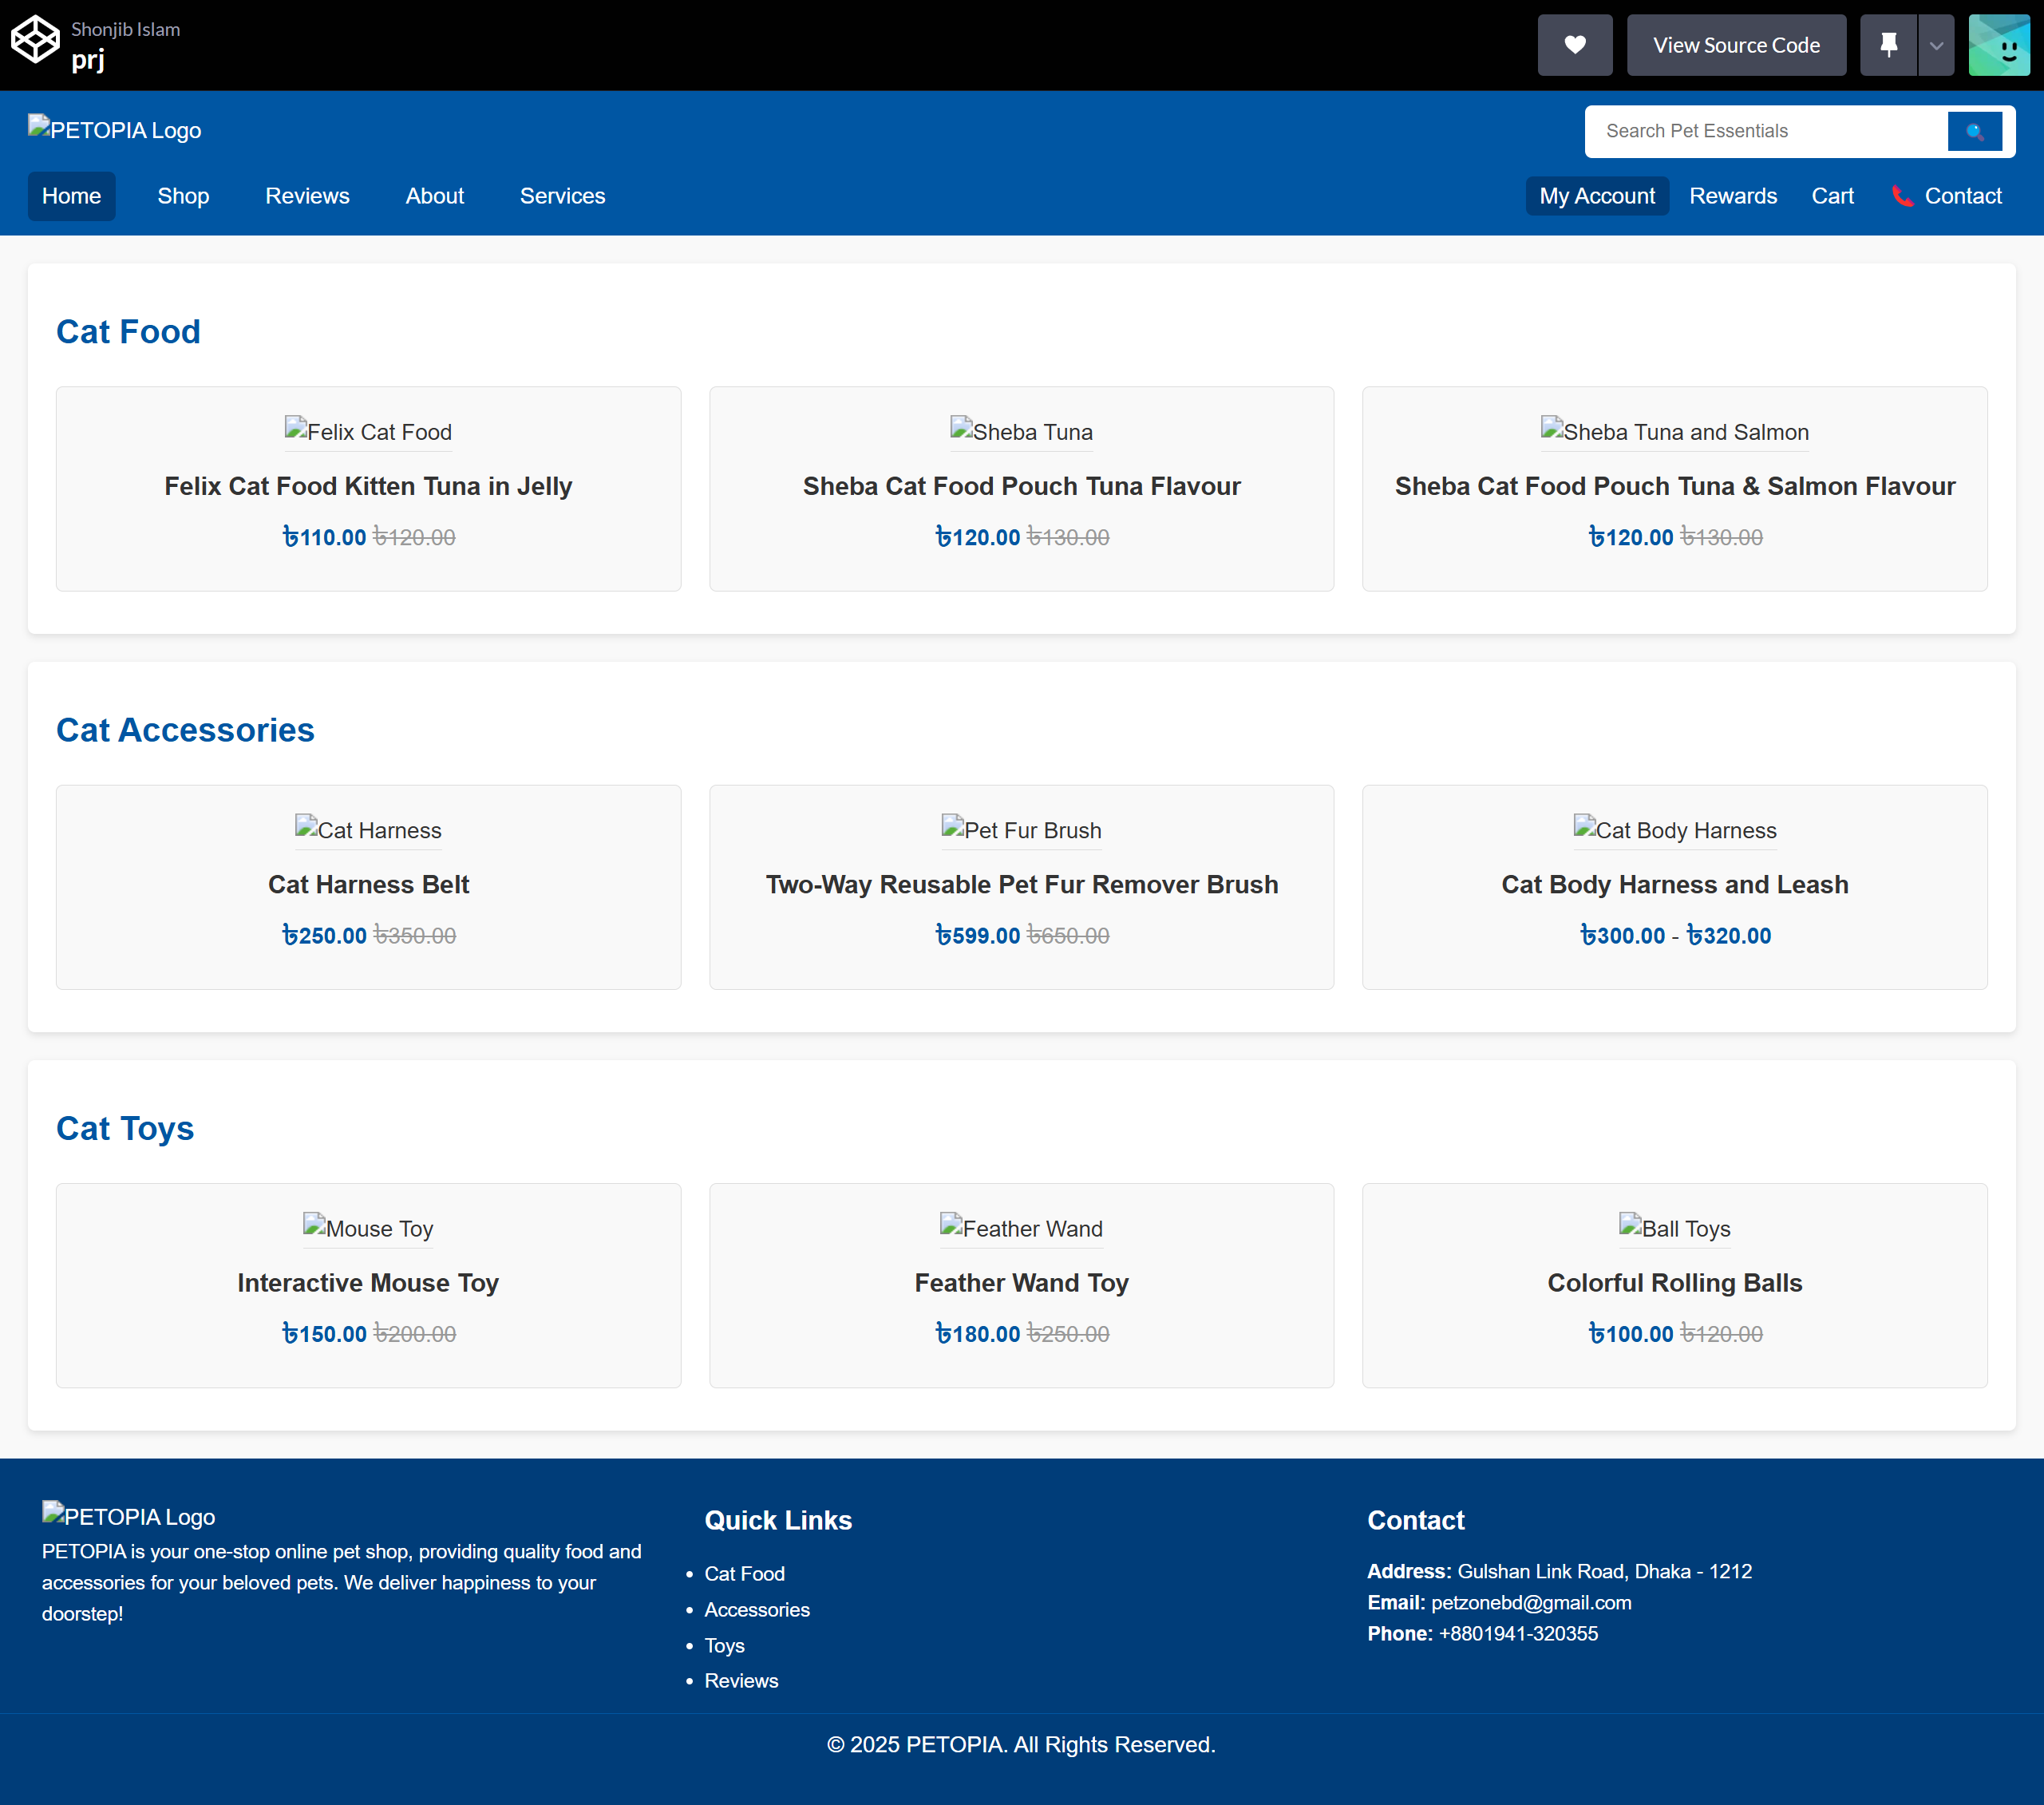 Shonjib Islam
prj
View Source Code
PETOPIA Logo
Search Pet Essentials
Home Shop Reviews About Services
My Account Rewards Cart Contact
Cat Food
Felix Cat Food
Felix Cat Food Kitten Tuna in Jelly
৳110.00 ৳120.00
Sheba Tuna
Sheba Cat Food Pouch Tuna Flavour
৳120.00 ৳130.00
Sheba Tuna and Salmon
Sheba Cat Food Pouch Tuna & Salmon Flavour
৳120.00 ৳130.00
Cat Accessories
Cat Harness
Cat Harness Belt
৳250.00 ৳350.00
Pet Fur Brush
Two-Way Reusable Pet Fur Remover Brush
৳599.00 ৳650.00
Cat Body Harness
Cat Body Harness and Leash
৳300.00 - ৳320.00
Cat Toys
Mouse Toy
Interactive Mouse Toy
৳150.00 ৳200.00
Feather Wand
Feather Wand Toy
৳180.00 ৳250.00
Ball Toys
Colorful Rolling Balls
৳100.00 ৳120.00
PETOPIA Logo
PETOPIA is your one-stop online pet shop, providing quality food and
accessories for your beloved pets. We deliver happiness to your
doorstep!
Quick Links
• Cat Food
• Accessories
• Toys
• Reviews
Contact
Address: Gulshan Link Road, Dhaka - 1212
Email: petzonebd@gmail.com
Phone: +8801941-320355
© 2025 PETOPIA. All Rights Reserved.